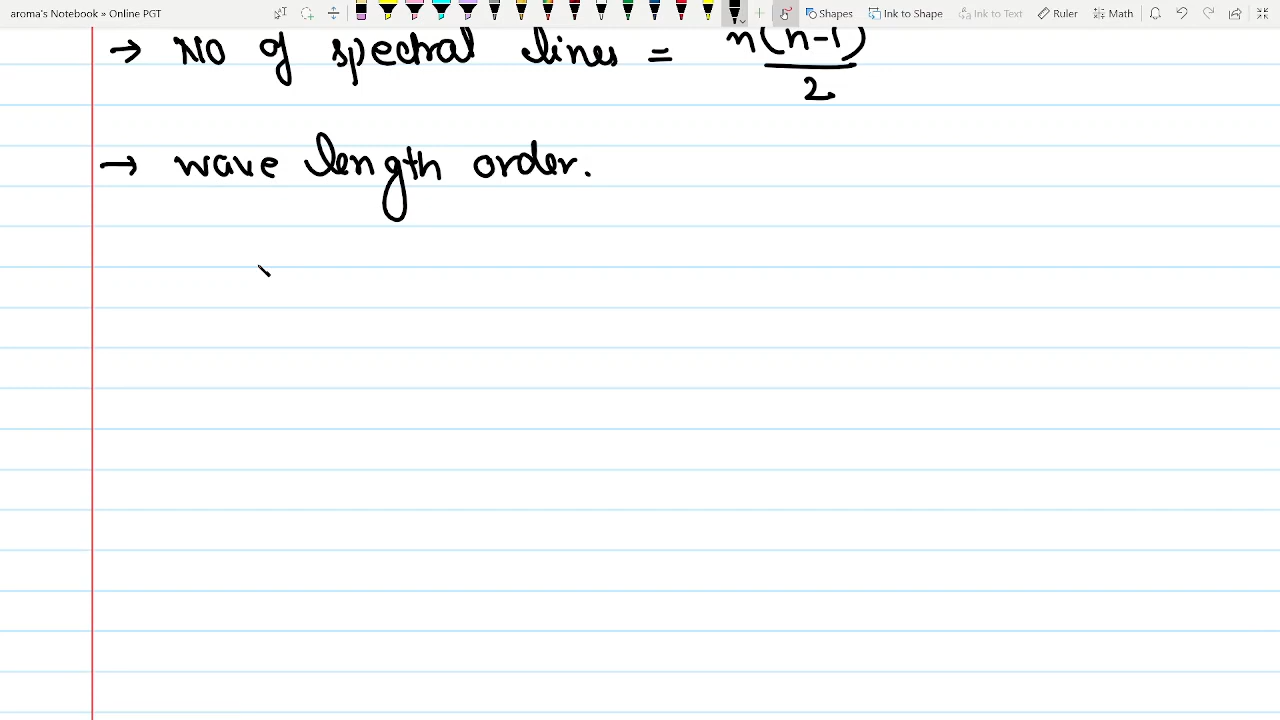 aroma's Notebook » Online PGT
Shapes Ink to Shape Ink to Text Ruler Math
→ No of spectral lines = n(n-1)/2
→ wave length order.